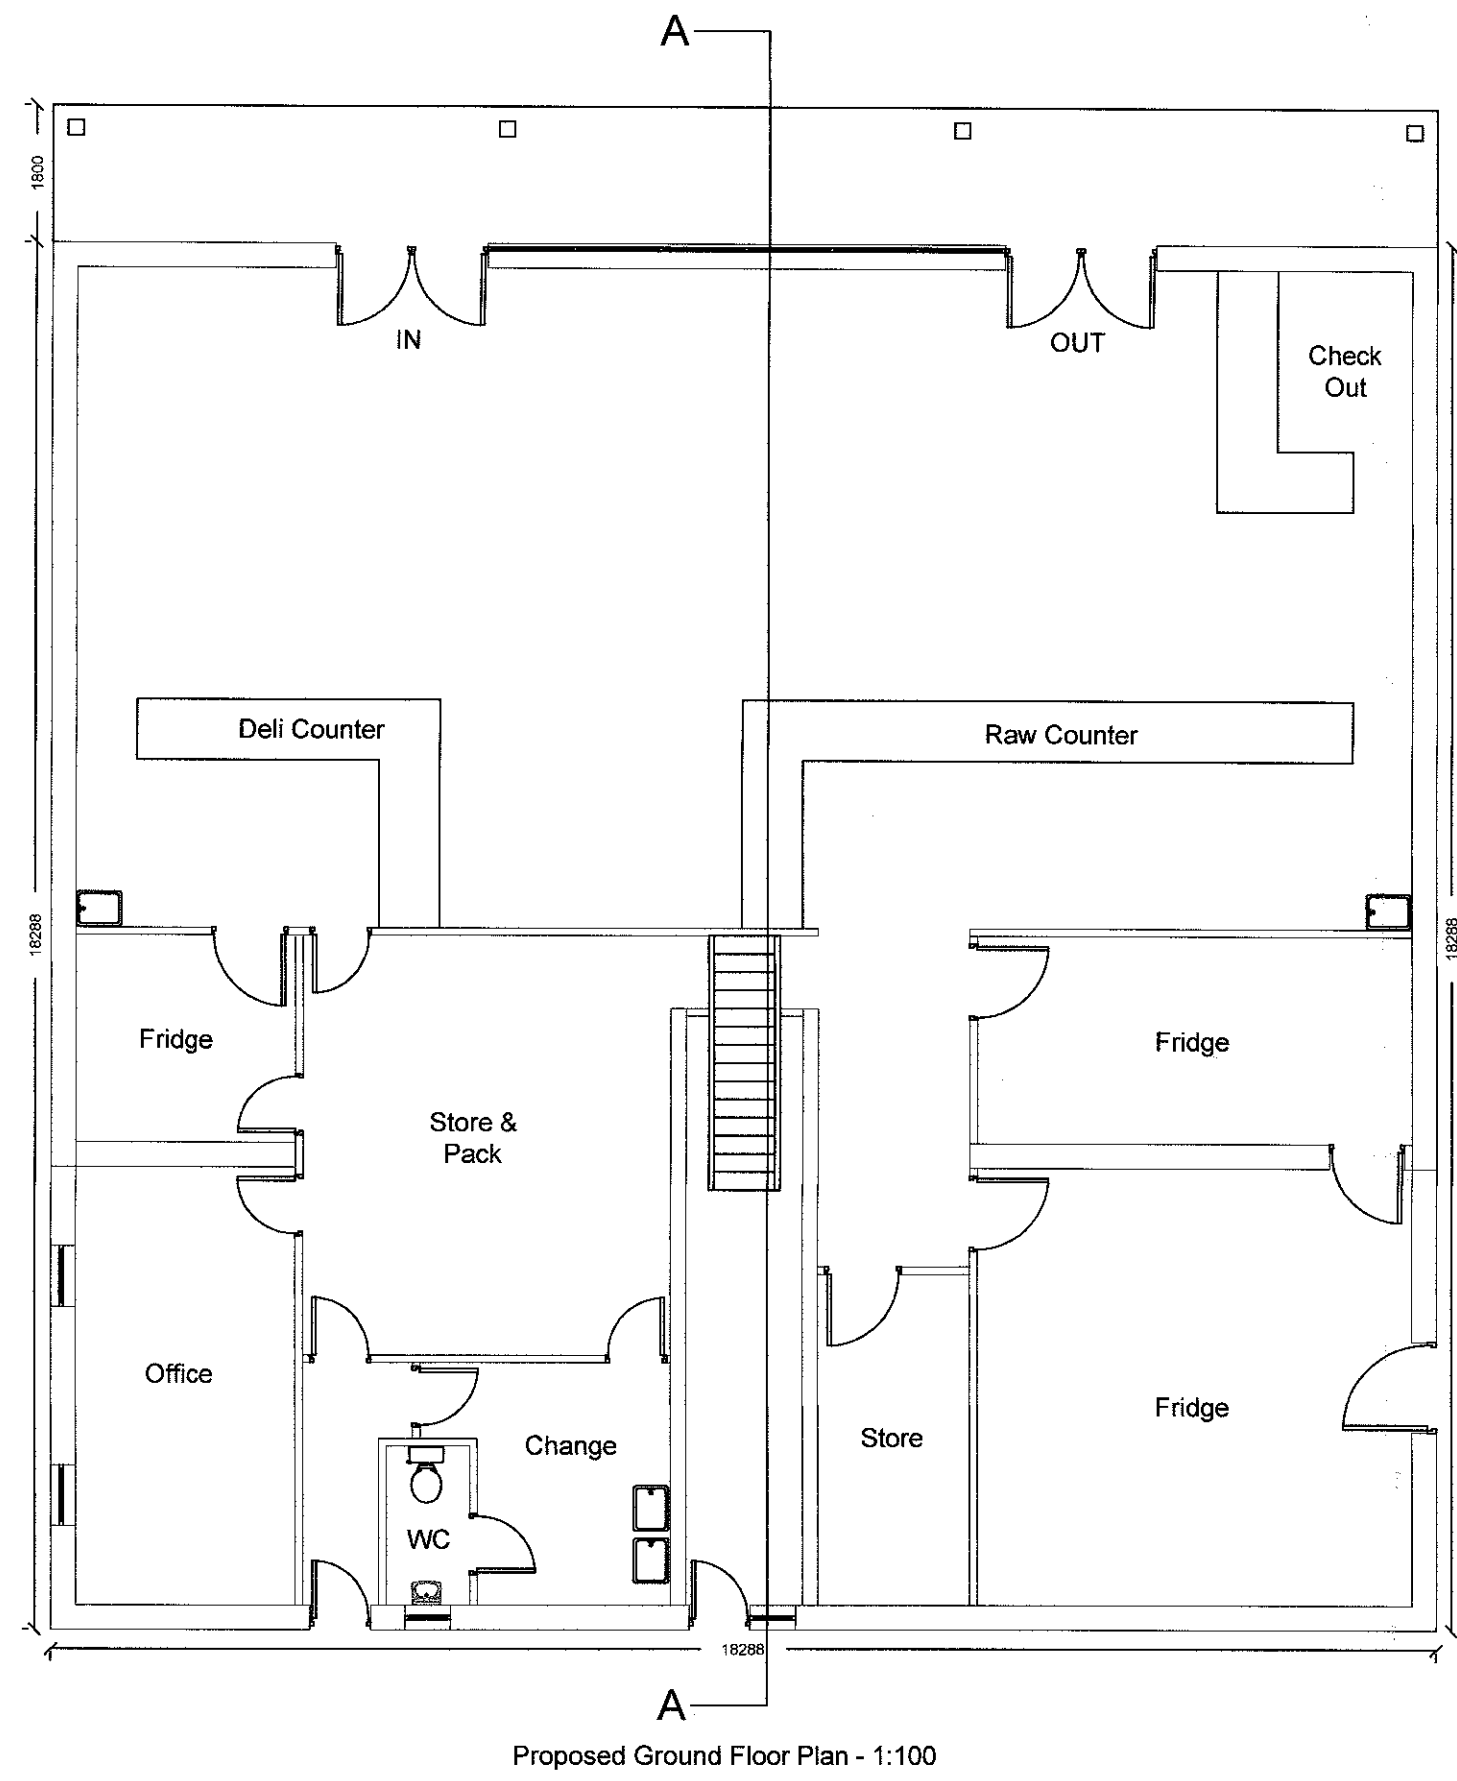 A
1800
IN
OUT
Check
Out
Deli Counter
Raw Counter
18288
18288
Fridge
Fridge
Store &
Pack
Office
Change
Store
Fridge
WC
18288
A
Proposed Ground Floor Plan - 1:100